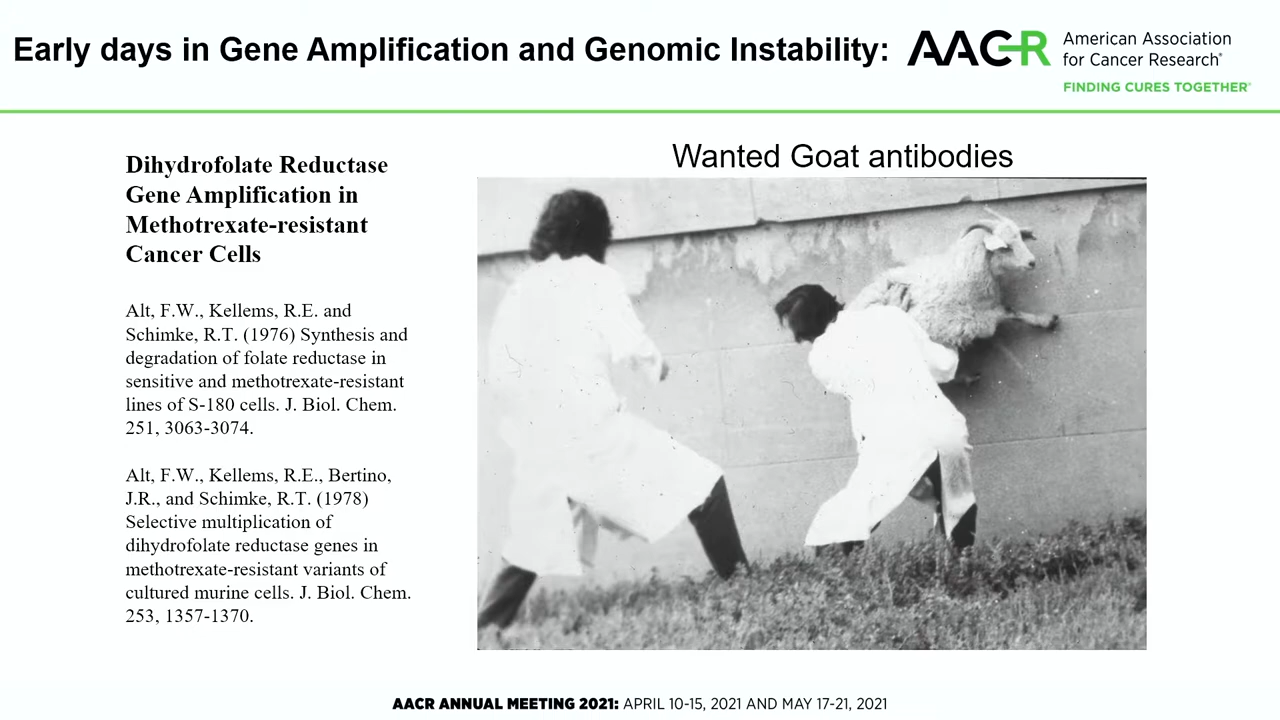 Early days in Gene Amplification and Genomic Instability:
AACR
American Association
for Cancer Research®
FINDING CURES TOGETHER®
Dihydrofolate Reductase
Gene Amplification in
Methotrexate-resistant
Cancer Cells
Alt, F.W., Kellems, R.E. and
Schimke, R.T. (1976) Synthesis and
degradation of folate reductase in
sensitive and methotrexate-resistant
lines of S-180 cells. J. Biol. Chem.
251, 3063-3074.
Alt, F.W., Kellems, R.E., Bertino,
J.R., and Schimke, R.T. (1978)
Selective multiplication of
dihydrofolate reductase genes in
methotrexate-resistant variants of
cultured murine cells. J. Biol. Chem.
253, 1357-1370.
Wanted Goat antibodies
AACR ANNUAL MEETING 2021: APRIL 10-15, 2021 AND MAY 17-21, 2021